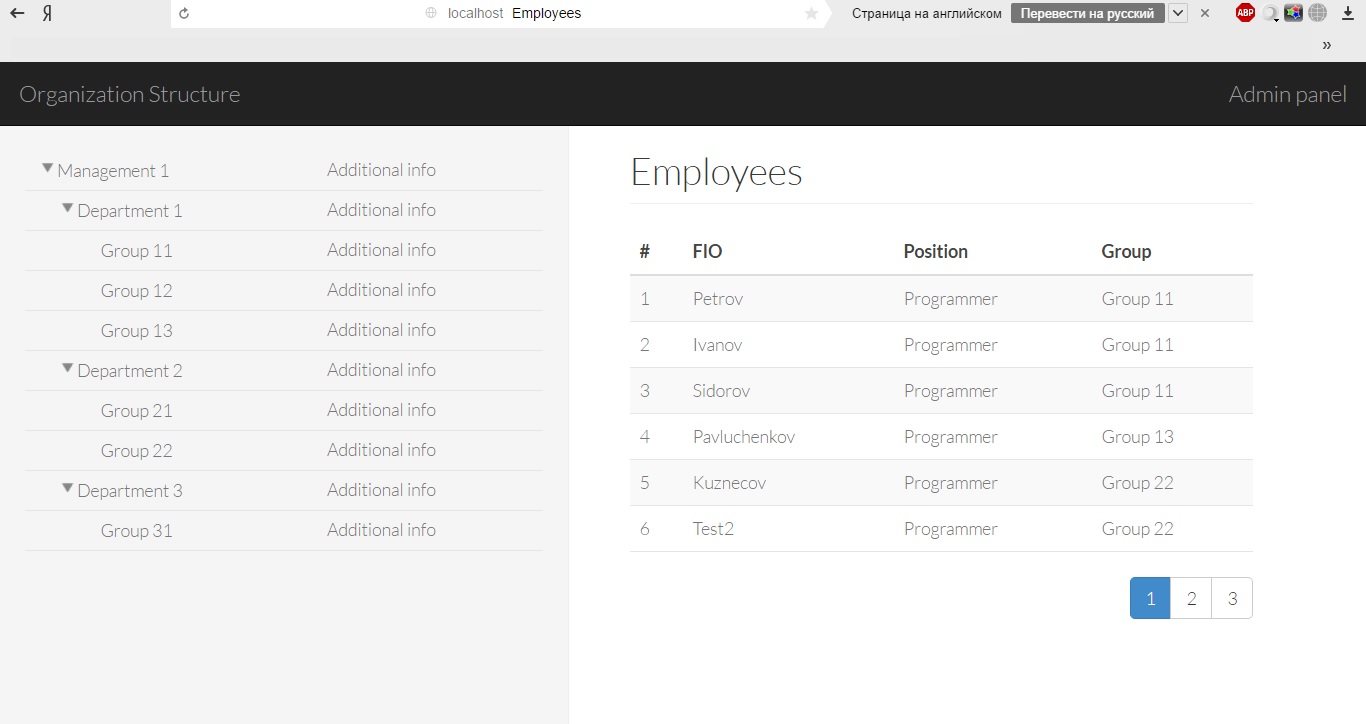 Я localhost Employees Страница на английском Перевести на русский ABP
»
Organization Structure Admin panel
Management 1 Additional info
Department 1 Additional info
Group 11 Additional info
Group 12 Additional info
Group 13 Additional info
Department 2 Additional info
Group 21 Additional info
Group 22 Additional info
Department 3 Additional info
Group 31 Additional info
Employees
# FIO Position Group
1 Petrov Programmer Group 11
2 Ivanov Programmer Group 11
3 Sidorov Programmer Group 11
4 Pavluchenkov Programmer Group 13
5 Kuznecov Programmer Group 22
6 Test2 Programmer Group 22
1 2 3